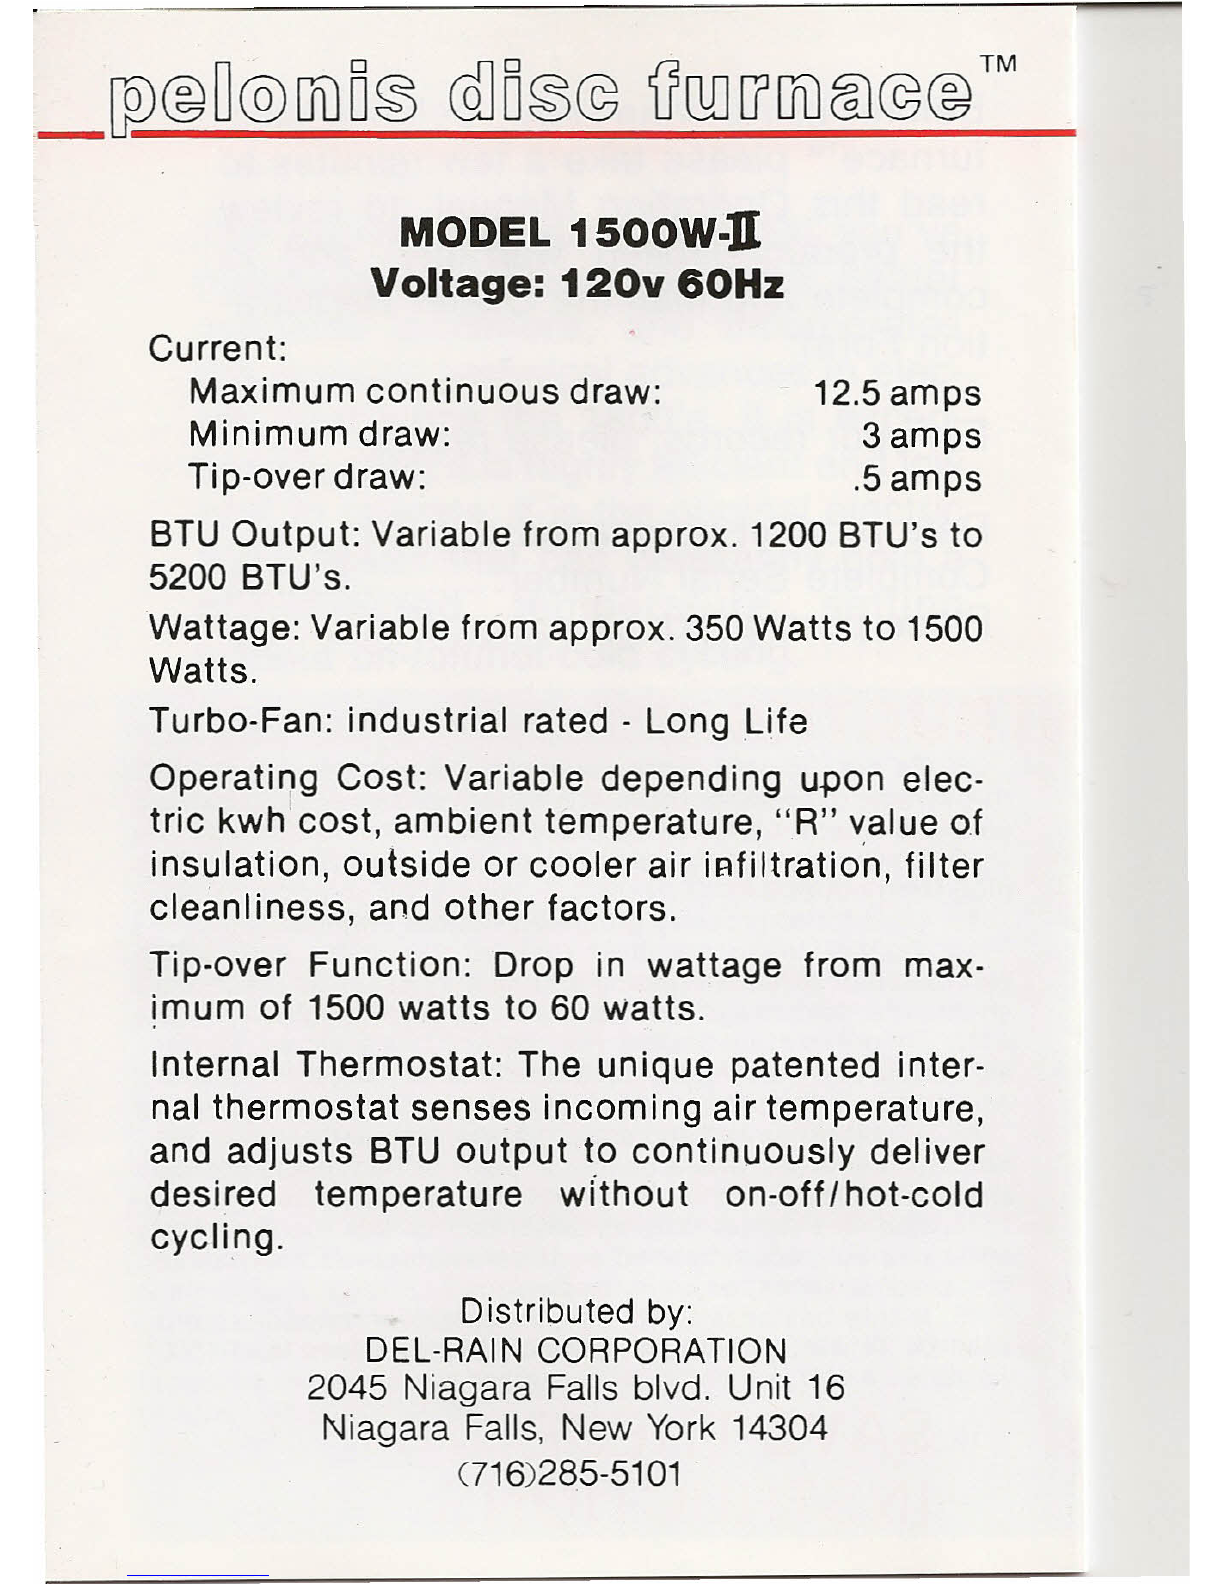 pelonis disc furnace™
MODEL 1500W-II
Voltage: 120v 60Hz
Current:
Maximum continuous draw: 12.5 amps
Minimum draw: 3 amps
Tip-over draw: .5 amps
BTU Output: Variable from approx. 1200 BTU's to
5200 BTU's.
Wattage: Variable from approx. 350 Watts to 1500
Watts.
Turbo-Fan: industrial rated - Long Life
Operating Cost: Variable depending upon elec-
tric kwh cost, ambient temperature, "R" value of
insulation, outside or cooler air infiltration, filter
cleanliness, and other factors.
Tip-over Function: Drop in wattage from max-
imum of 1500 watts to 60 watts.
Internal Thermostat: The unique patented inter-
nal thermostat senses incoming air temperature,
and adjusts BTU output to continuously deliver
desired temperature without on-off/hot-cold
cycling.
Distributed by:
DEL-RAIN CORPORATION
2045 Niagara Falls blvd. Unit 16
Niagara Falls, New York 14304
(716)285-5101